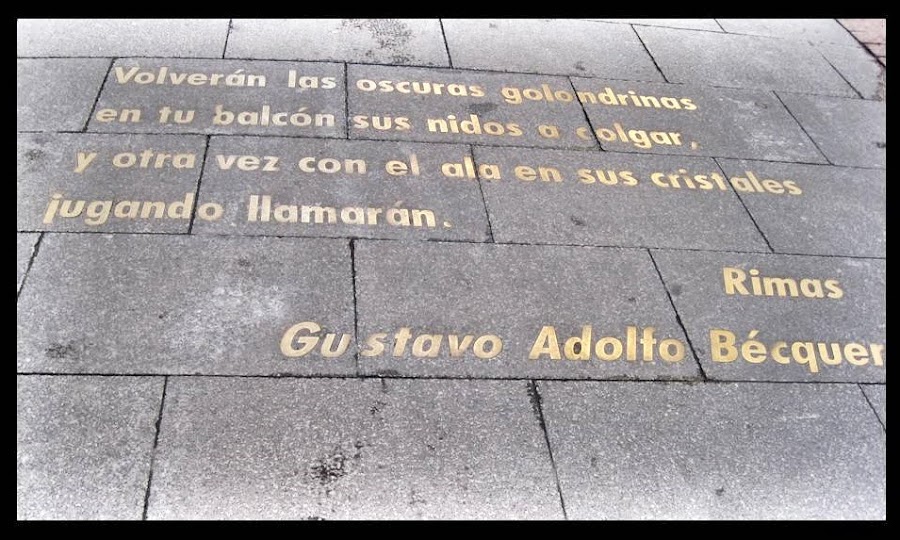 Volverán las oscuras golondrinas
en tu balcón sus nidos a colgar,
y otra vez con el ala en sus cristales
jugando llamarán.
Rimas
Gustavo Adolfo Bécquer